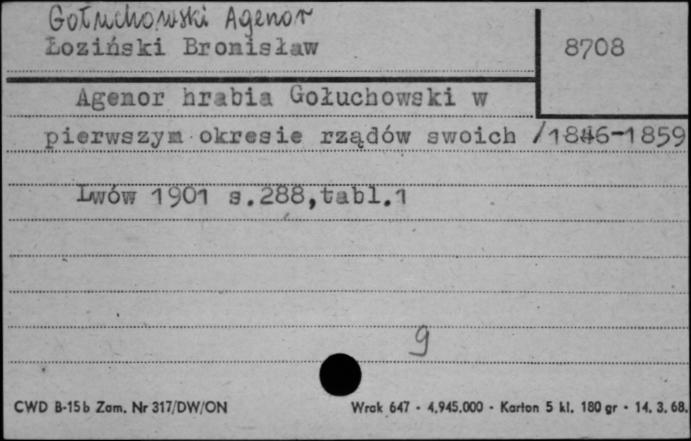 Gołuchowski Agenor
Łoziński Bronisław
8708
Agenor hrabia Gołuchowski w
pierwszym okresie rządów swoich /1846-1859
Lwów 1901 s.288,tabl.1
9
CWD B-15b Zam. Nr 317/DW/ON
Wrak 647 - 4.945.000 - Karton 5 kl. 180 gr - 14. 3. 68.